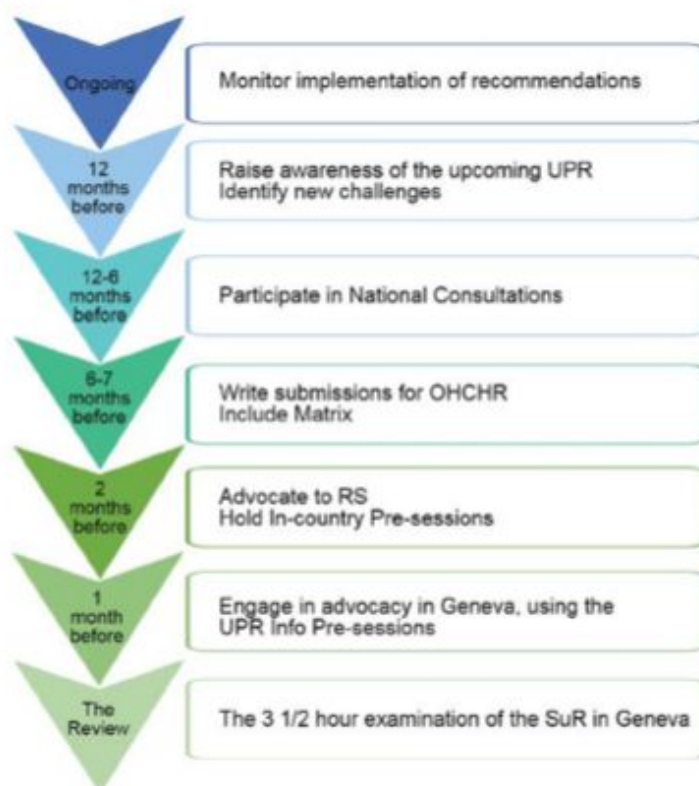 Ongoing
Monitor implementation of recommendations
12
months
before
Raise awareness of the upcoming UPR
Identify new challenges
12-6
months
before
Participate in National Consultations
6-7
months
before
Write submissions for OHCHR
Include Matrix
2
months
before
Advocate to RS
Hold In-country Pre-sessions
1
month
before
Engage in advocacy in Geneva, using the
UPR Info Pre-sessions
The
Review
The 3 1/2 hour examination of the SuR in Geneva